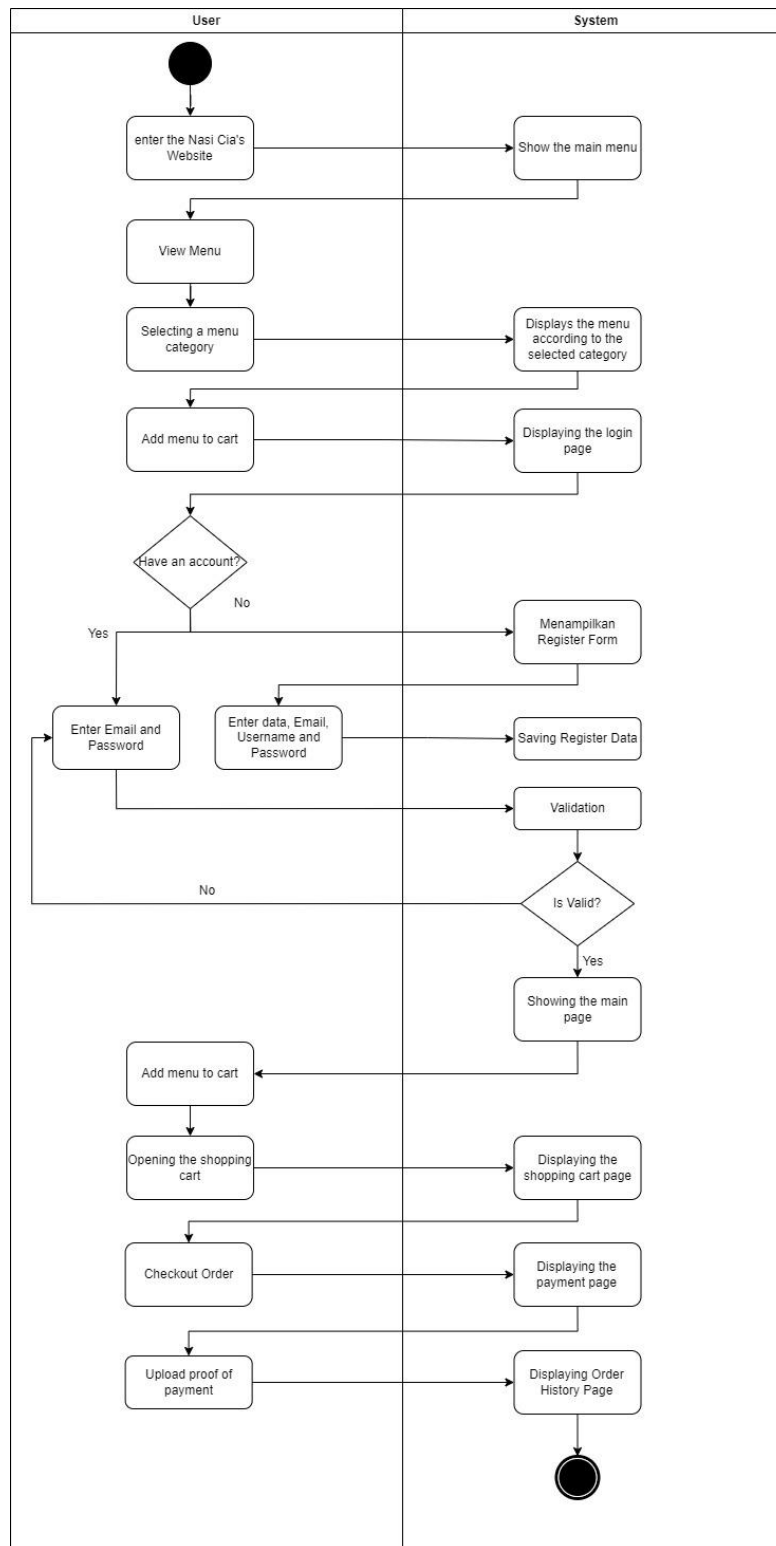 User
System
enter the Nasi Cia's
Website
Show the main menu
View Menu
Selecting a menu
category
Displays the menu
according to the
selected category
Add menu to cart
Displaying the login
page
Have an account?
No
Yes
Menampilkan
Register Form
Enter Email and
Password
Enter data, Email,
Username and
Password
Saving Register Data
Validation
Is Valid?
No
Yes
Showing the main
page
Add menu to cart
Opening the shopping
cart
Displaying the
shopping cart page
Checkout Order
Displaying the
payment page
Upload proof of
payment
Displaying Order
History Page